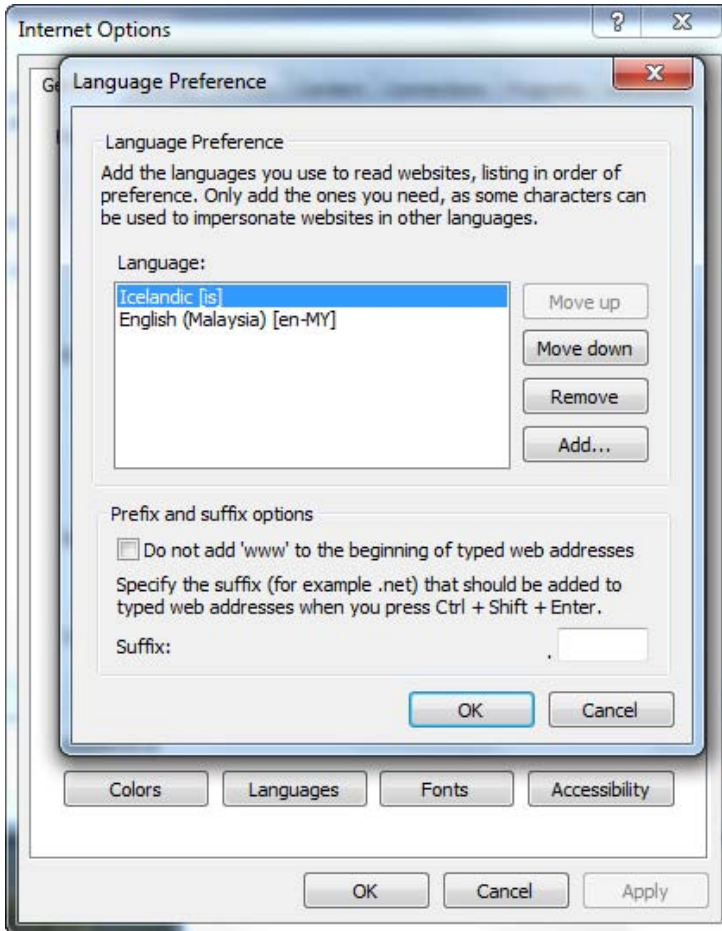 Internet Options
Language Preference
Language Preference
Add the languages you use to read websites, listing in order of
preference. Only add the ones you need, as some characters can
be used to impersonate websites in other languages.
Language:
Icelandic [is]
English (Malaysia) [en-MY]
Move up
Move down
Remove
Add...
Prefix and suffix options
Do not add 'www' to the beginning of typed web addresses
Specify the suffix (for example .net) that should be added to
typed web addresses when you press Ctrl + Shift + Enter.
Suffix:
.
OK
Cancel
Colors
Languages
Fonts
Accessibility
OK
Cancel
Apply